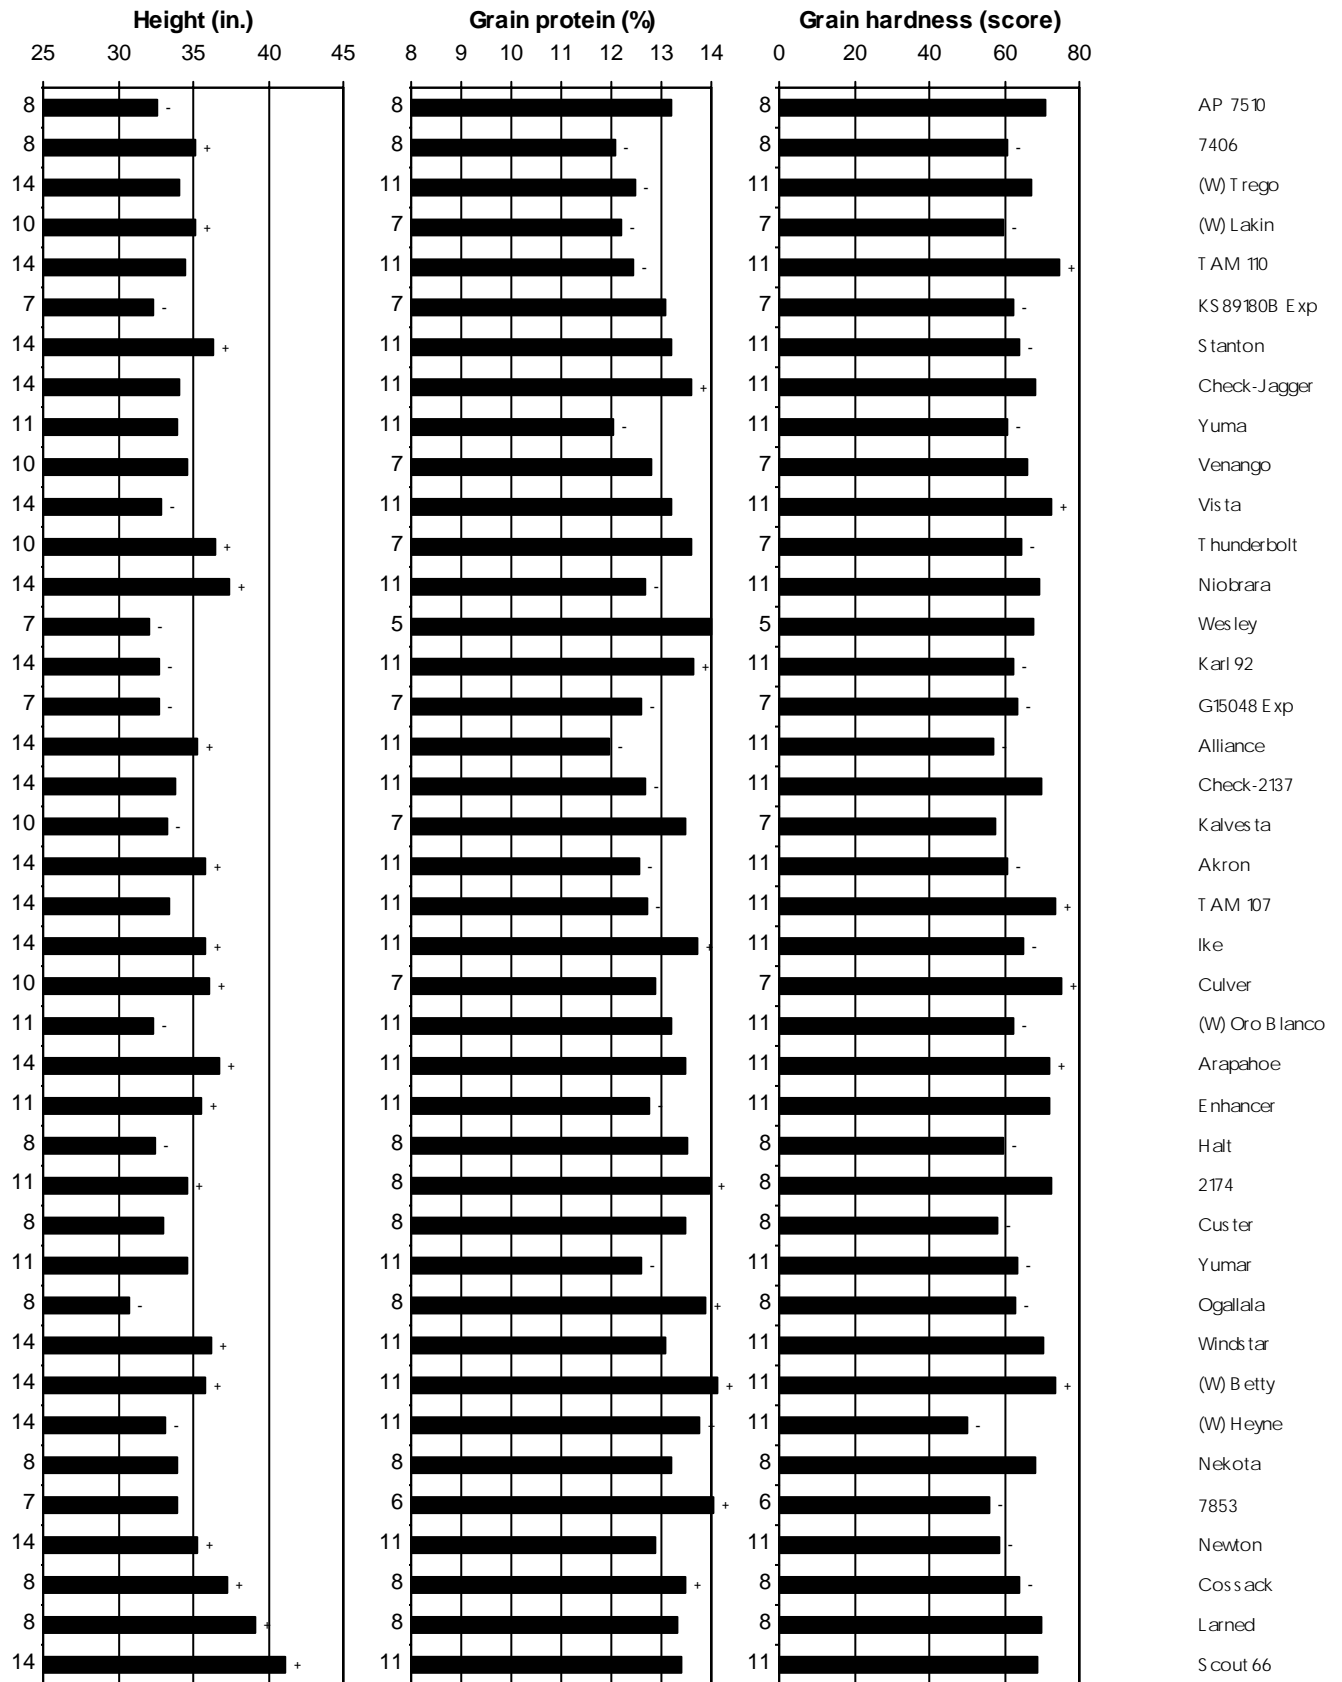 Height (in.) Grain protein (%) Grain hardness (score)
25 30 35 40 45 8 9 10 11 12 13 14 0 20 40 60 80
8 - 8 8 AP 7510
8 + 8 - 8 - 7406
14 11 - 11 (W) Trego
10 + 7 - 7 - (W) Lakin
14 11 - 11 + TAM 110
7 - 7 7 - KS89180B Exp
14 + 11 11 - Stanton
14 11 + 11 Check-Jagger
11 11 - 11 - Yuma
10 7 7 Venango
14 - 11 11 + Vista
10 + 7 7 - Thunderbolt
14 + 11 - 11 Niobrara
7 - 5 5 Wesley
14 - 11 + 11 - Karl 92
7 - 7 - 7 - G15048 Exp
14 + 11 - 11 - Alliance
14 11 - 11 Check-2137
10 - 7 7 Kalvesta
14 + 11 - 11 - Akron
14 11 - 11 + TAM 107
14 + 11 + 11 - Ike
10 + 7 7 + Culver
11 - 11 11 - (W) Oro Blanco
14 + 11 11 + Arapahoe
11 + 11 - 11 Enhancer
8 - 8 8 - Halt
11 + 8 + 8 2174
8 8 8 - Custer
11 11 - 11 - Yumar
8 - 8 + 8 - Ogallala
14 + 11 11 Windstar
14 + 11 + 11 + (W) Betty
14 - 11 + 11 - (W) Heyne
8 8 8 Nekota
7 6 + 6 - 7853
14 + 11 11 - Newton
8 + 8 + 8 - Cossack
8 + 8 8 Larned
14 + 11 11 Scout 66